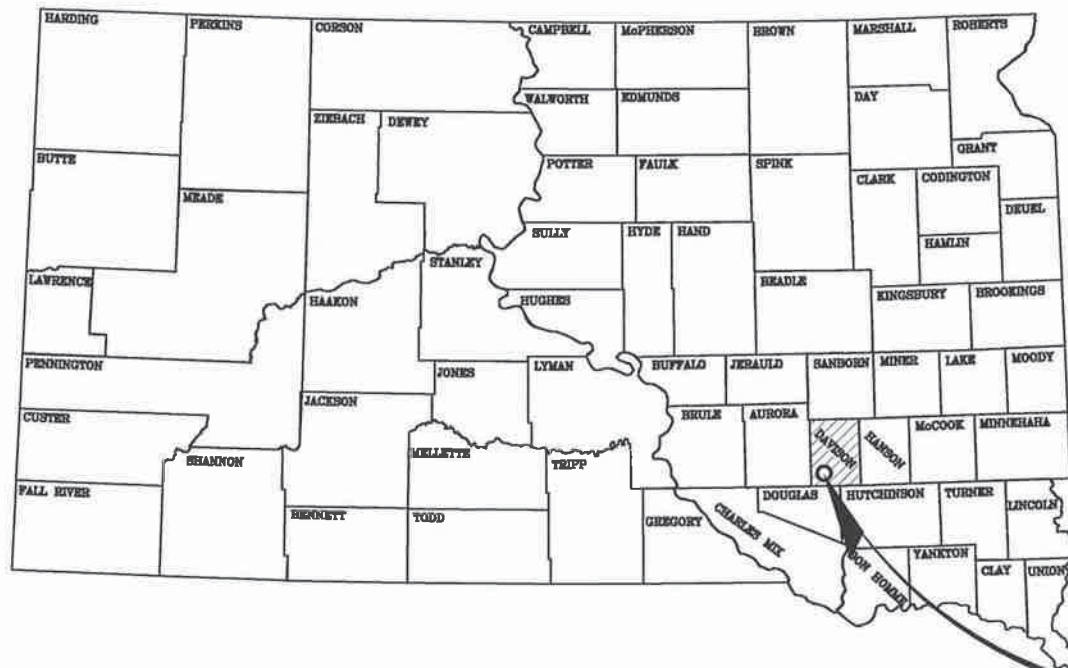 HARDING
PERKINS
CORSON
CAMPBELL
McPHERSON
BROWN
MARSHALL
ROBERTS
WALWORTH
EDMUNDS
DAY
ZIEBACH
DEWEY
GRANT
BUTTE
POTTER
FAULK
SPINK
CLARK
CODINGTON
MEADE
DEUEL
SULLY
HYDE
HAND
HAMLIN
STANLEY
LAWRENCE
HAAKON
HUGHES
BEADLE
KINGSBURY
BROOKINGS
PENNINGTON
JONES
LYMAN
BUFFALO
JERAULD
SANBORN
MINER
LAKE
MOODY
JACKSON
CUSTER
BRULE
AURORA
DAVISON
HANSON
McCOOK
MINNEHAHA
SHANNON
MELLETTE
TRIPP
FALL RIVER
DOUGLAS
HUTCHINSON
TURNER
LINCOLN
BENNETT
TODD
GREGORY
CHARLES MIX
BON HOMME
YANKTON
CLAY
UNION